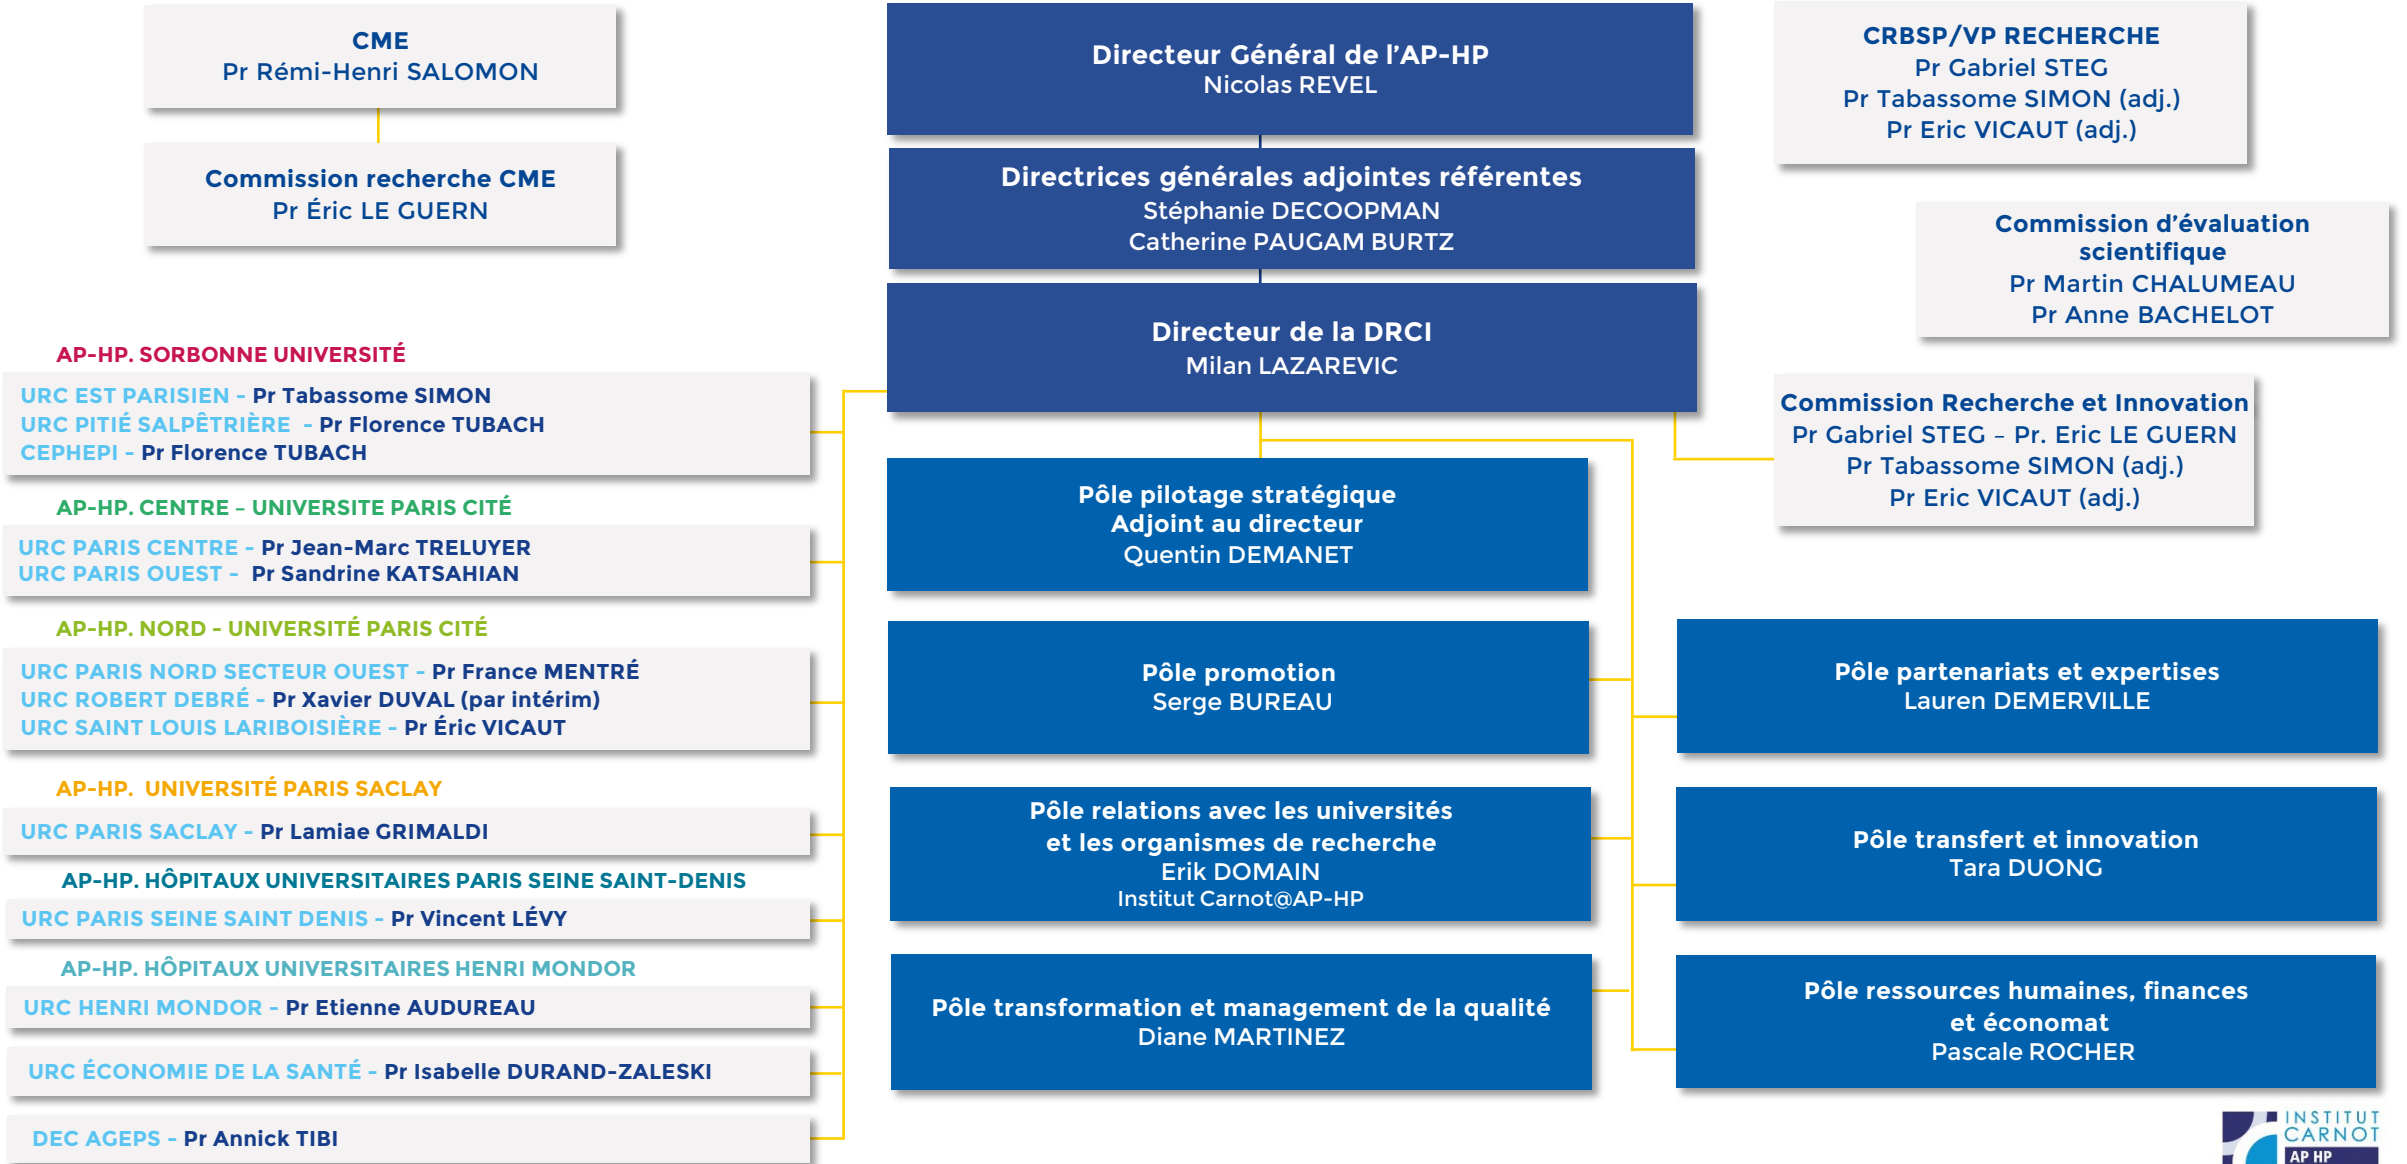 CME
Pr Rémi-Henri SALOMON
Commission recherche CME
Pr Éric LE GUERN
Directeur Général de l'AP-HP
Nicolas REVEL
Directrices générales adjointes référentes
Stéphanie DECOOPMAN
Catherine PAUGAM BURTZ
Directeur de la DRCI
Milan LAZAREVIC
CRBSP/VP RECHERCHE
Pr Gabriel STEG
Pr Tabassome SIMON (adj.)
Pr Eric VICAUT (adj.)
Commission d'évaluation
scientifique
Pr Martin CHALUMEAU
Pr Anne BACHELOT
Commission Recherche et Innovation
Pr Gabriel STEG – Pr. Eric LE GUERN
Pr Tabassome SIMON (adj.)
Pr Eric VICAUT (adj.)
AP-HP. SORBONNE UNIVERSITÉ
URC EST PARISIEN - Pr Tabassome SIMON
URC PITIÉ SALPÊTRIÈRE - Pr Florence TUBACH
CEPHEPI - Pr Florence TUBACH
AP-HP. CENTRE – UNIVERSITE PARIS CITÉ
URC PARIS CENTRE - Pr Jean-Marc TRELUYER
URC PARIS OUEST - Pr Sandrine KATSAHIAN
AP-HP. NORD - UNIVERSITÉ PARIS CITÉ
URC PARIS NORD SECTEUR OUEST - Pr France MENTRÉ
URC ROBERT DEBRÉ - Pr Xavier DUVAL (par intérim)
URC SAINT LOUIS LARIBOISIÈRE - Pr Éric VICAUT
AP-HP. UNIVERSITÉ PARIS SACLAY
URC PARIS SACLAY - Pr Lamiae GRIMALDI
AP-HP. HÔPITAUX UNIVERSITAIRES PARIS SEINE SAINT-DENIS
URC PARIS SEINE SAINT DENIS - Pr Vincent LÉVY
AP-HP. HÔPITAUX UNIVERSITAIRES HENRI MONDOR
URC HENRI MONDOR - Pr Etienne AUDUREAU
URC ÉCONOMIE DE LA SANTÉ - Pr Isabelle DURAND-ZALESKI
DEC AGEPS - Pr Annick TIBI
Pôle pilotage stratégique
Adjoint au directeur
Quentin DEMANET
Pôle promotion
Serge BUREAU
Pôle partenariats et expertises
Lauren DEMERVILLE
Pôle relations avec les universités
et les organismes de recherche
Erik DOMAIN
Institut Carnot@AP-HP
Pôle transfert et innovation
Tara DUONG
Pôle transformation et management de la qualité
Diane MARTINEZ
Pôle ressources humaines, finances
et économat
Pascale ROCHER
INSTITUT
CARNOT
AP HP